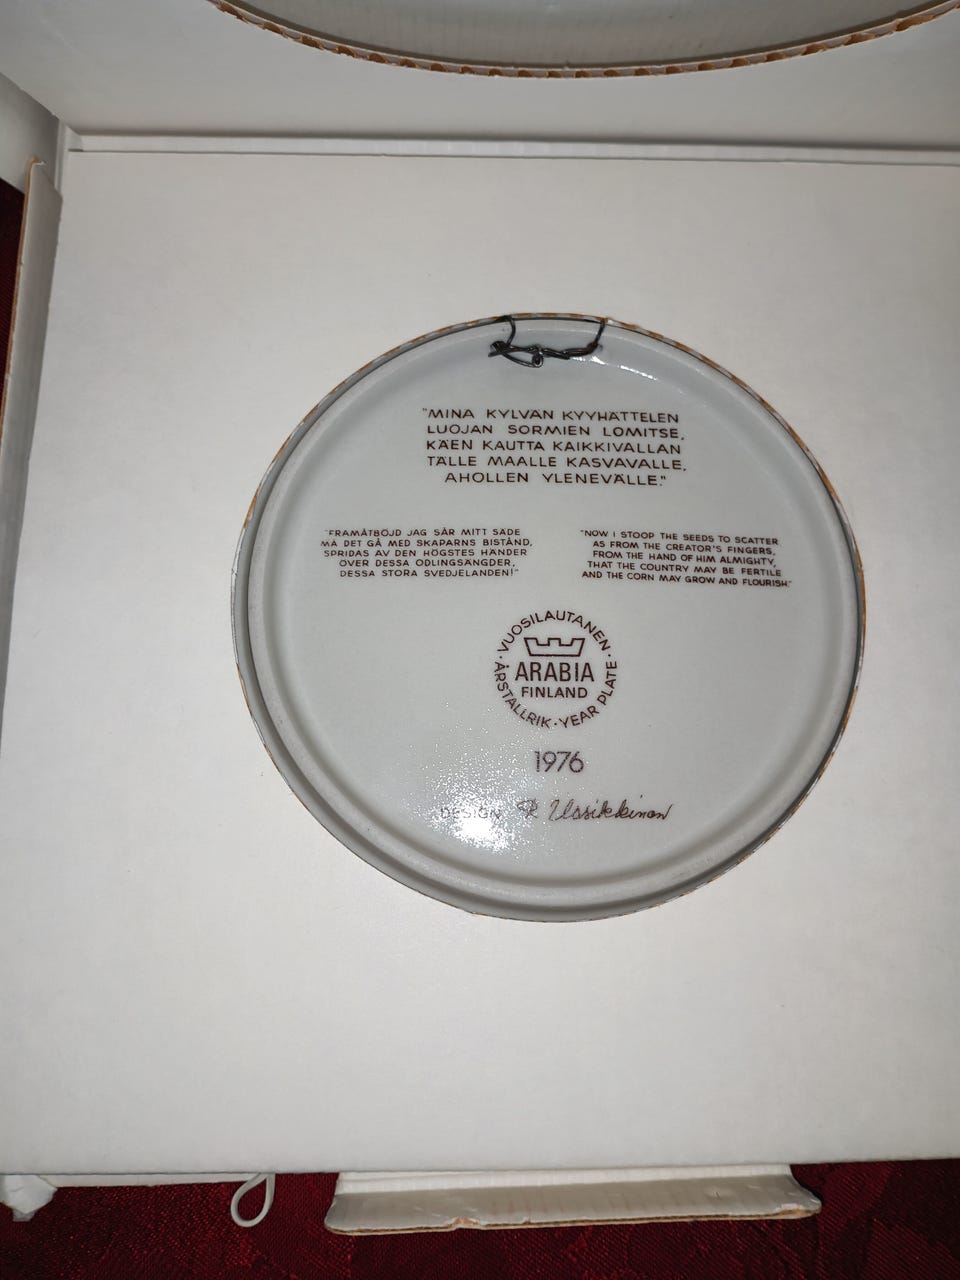 "MINÄ KYLVÄN KYYHÄTTELEN
LUOJAN SORMIEN LOMITSE,
KÄEN KAUTTA KAIKKIVALLAN
TÄLLE MAALLE KASVAVALLE,
AHOLLEN YLENEVÄLLE."
"FRAMÅTBÖJD JAG SÅR MITT SÄDE
MÅ DET GÅ MED SKAPARNS BISTÅND,
SPRIDAS AV DEN HÖGSTES HÄNDER
ÖVER DESSA ODLINGSÄNGDER,
DESSA STORA SVEDJELANDEN!"
"NOW I STOOP THE SEEDS TO SCATTER
AS FROM THE CREATOR'S FINGERS,
FROM THE HAND OF HIM ALMIGHTY,
THAT THE COUNTRY MAY BE FERTILE
AND THE CORN MAY GROW AND FLOURISH."
· VUOSILAUTANEN ·
ARABIA
FINLAND
ÅRSTALLRIK · YEAR PLATE
1976
DESIGN R Uosikkinen